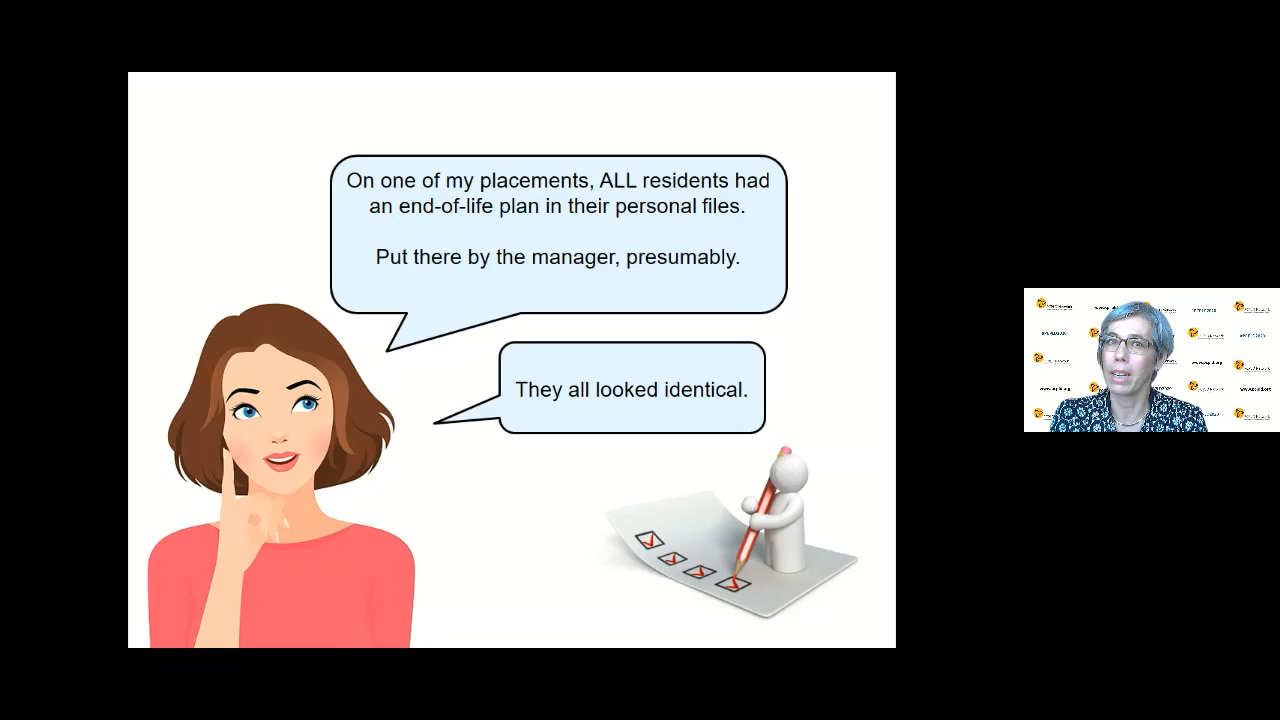 On one of my placements, ALL residents had
an end-of-life plan in their personal files.
Put there by the manager, presumably.
They all looked identical.